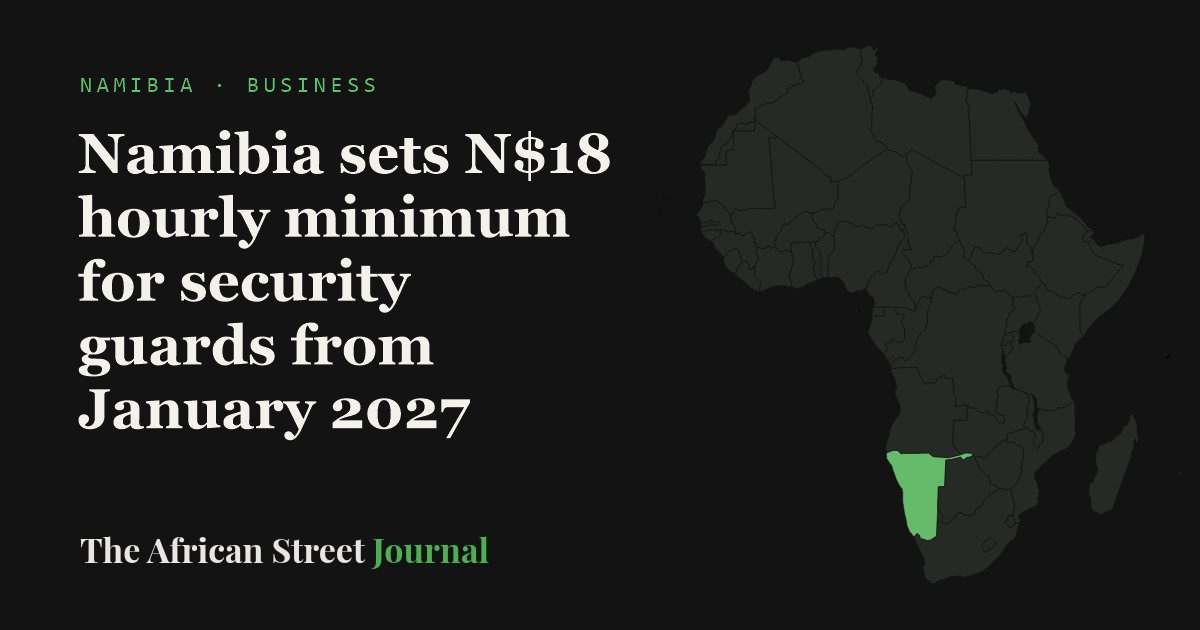 NAMIBIA · BUSINESS
Namibia sets N$18
hourly minimum
for security
guards from
January 2027
The African Street Journal